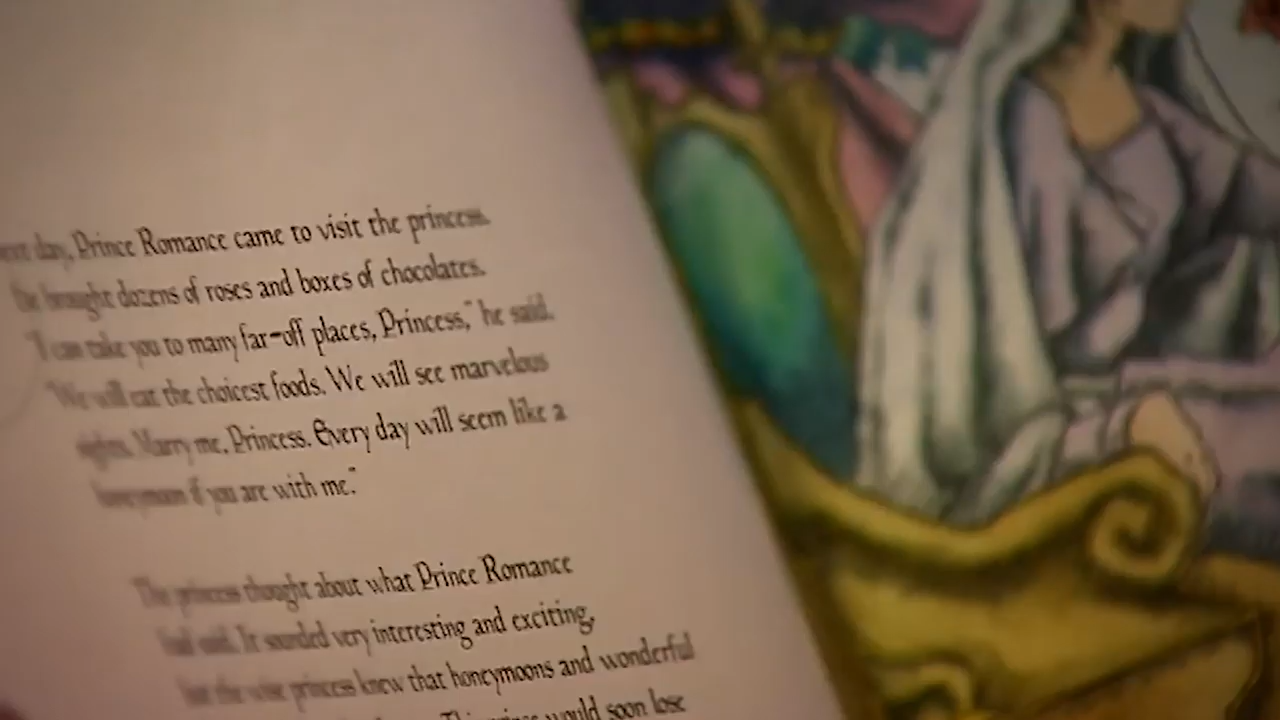 day, Prince Romance came to visit the princess.
He brought dozens of roses and boxes of chocolates.
"I can take you to many far-off places, Princess," he said.
"We will eat the choicest foods. We will see marvelous
sights. Marry me, Princess. Every day will seem like a
honeymoon if you are with me."
The princess thought about what Prince Romance
had said. It sounded very interesting and exciting,
but the wise princess knew that honeymoons and wonderful
would soon lose